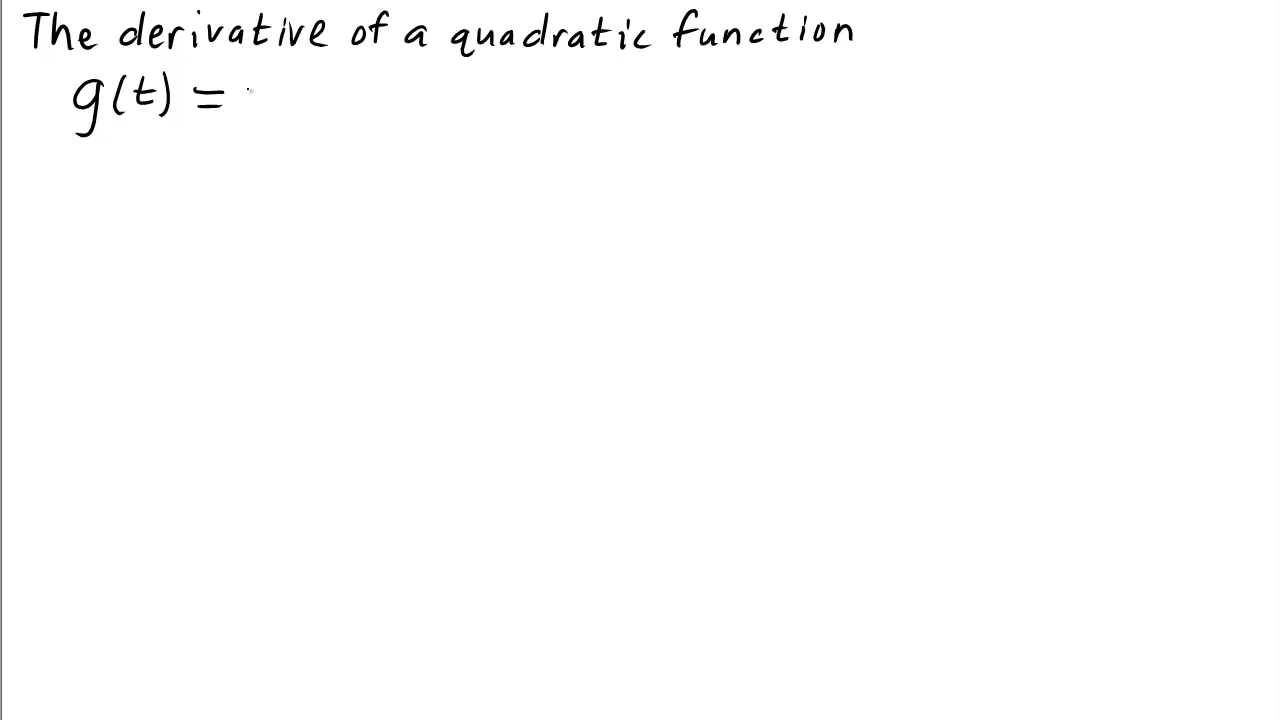 The derivative of a quadratic function
g(t) =